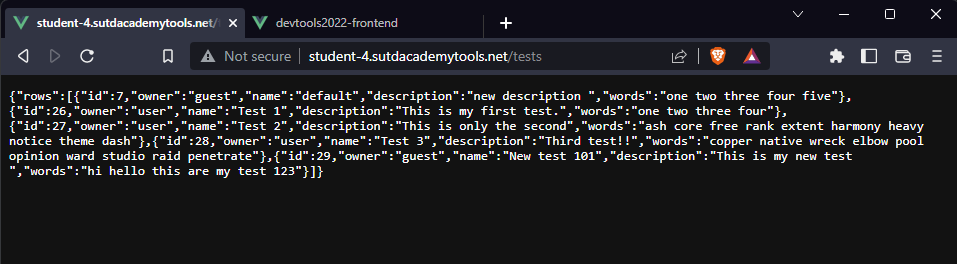 student-4.sutdacademytools.net/t
devtools2022-frontend
Not secure student-4.sutdacademytools.net/tests
{"rows":[{"id":7,"owner":"guest","name":"default","description":"new description ","words":"one two three four five"},
{"id":26,"owner":"user","name":"Test 1","description":"This is my first test.","words":"one two three four"},
{"id":27,"owner":"user","name":"Test 2","description":"This is only the second","words":"ash core free rank extent harmony heavy
notice theme dash"},{"id":28,"owner":"user","name":"Test 3","description":"Third test!!","words":"copper native wreck elbow pool
opinion ward studio raid penetrate"},{"id":29,"owner":"guest","name":"New test 101","description":"This is my new test
","words":"hi hello this are my test 123"}]}